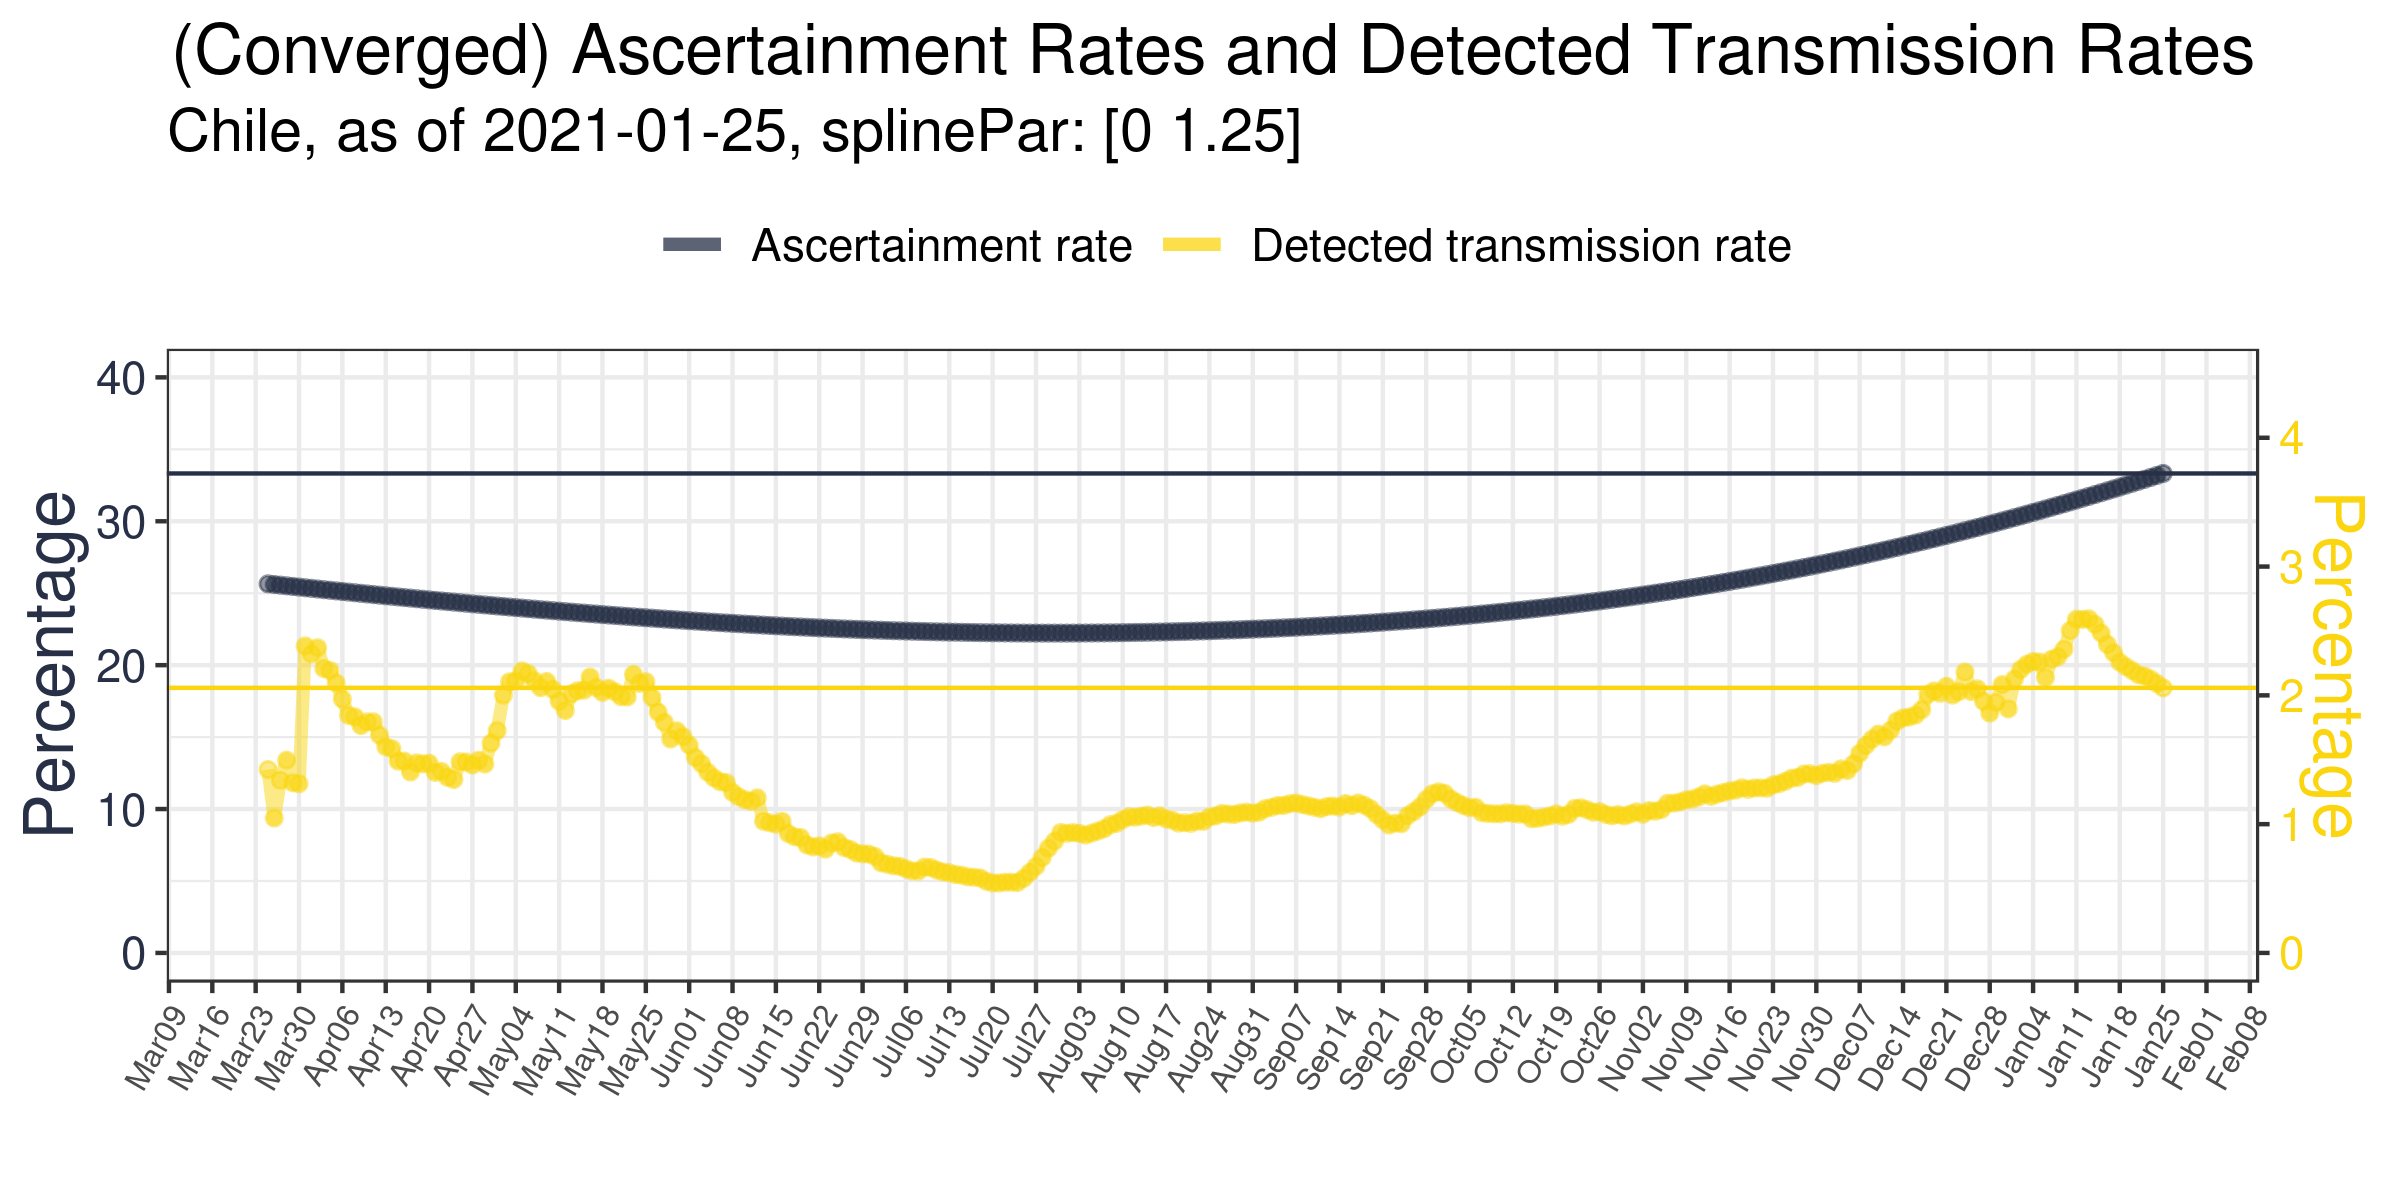 (Converged) Ascertainment Rates and Detected Transmission Rates
Chile, as of 2021-01-25, splinePar: [0 1.25]
Ascertainment rate Detected transmission rate
Percentage
40
30
20
10
0
4
3
2
1
0
Percentage
Mar09 Mar16 Mar23 Mar30 Apr06 Apr13 Apr20 Apr27 May04 May11 May18 May25 Jun01 Jun08 Jun15 Jun22 Jun29 Jul06 Jul13 Jul20 Jul27 Aug03 Aug10 Aug17 Aug24 Aug31 Sep07 Sep14 Sep21 Sep28 Oct05 Oct12 Oct19 Oct26 Nov02 Nov09 Nov16 Nov23 Nov30 Dec07 Dec14 Dec21 Dec28 Jan04 Jan11 Jan18 Jan25 Feb01 Feb08